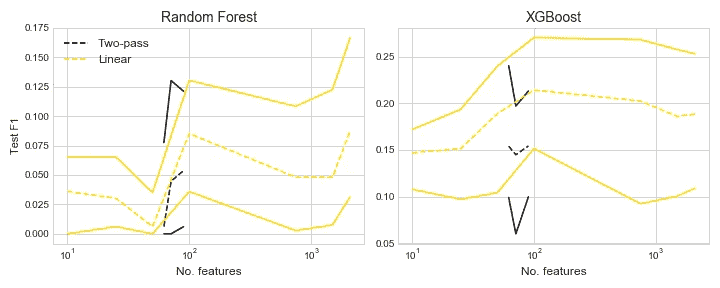 Random Forest
XGBoost
Test F1
0.175
0.150
0.125
0.100
0.075
0.050
0.025
0.000
Two-pass
Linear
10^1
10^2
10^3
No. features
0.25
0.20
0.15
0.10
0.05
10^1
10^2
10^3
No. features